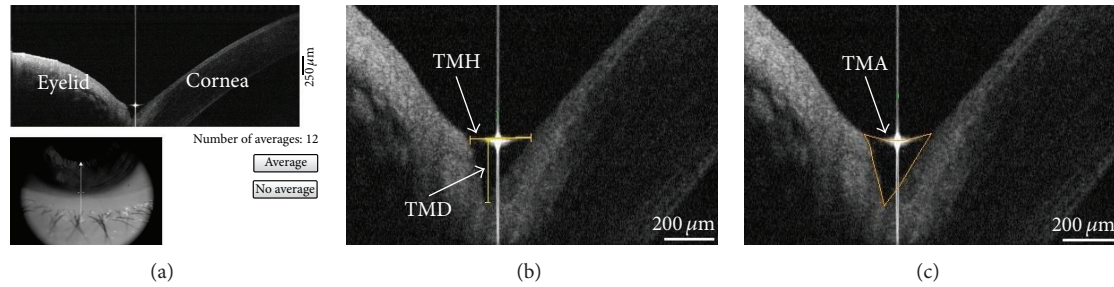 Eyelid
Cornea
250 µm
Number of averages: 12
Average
No average
(a)
TMH
TMD
200 µm
(b)
TMA
200 µm
(c)